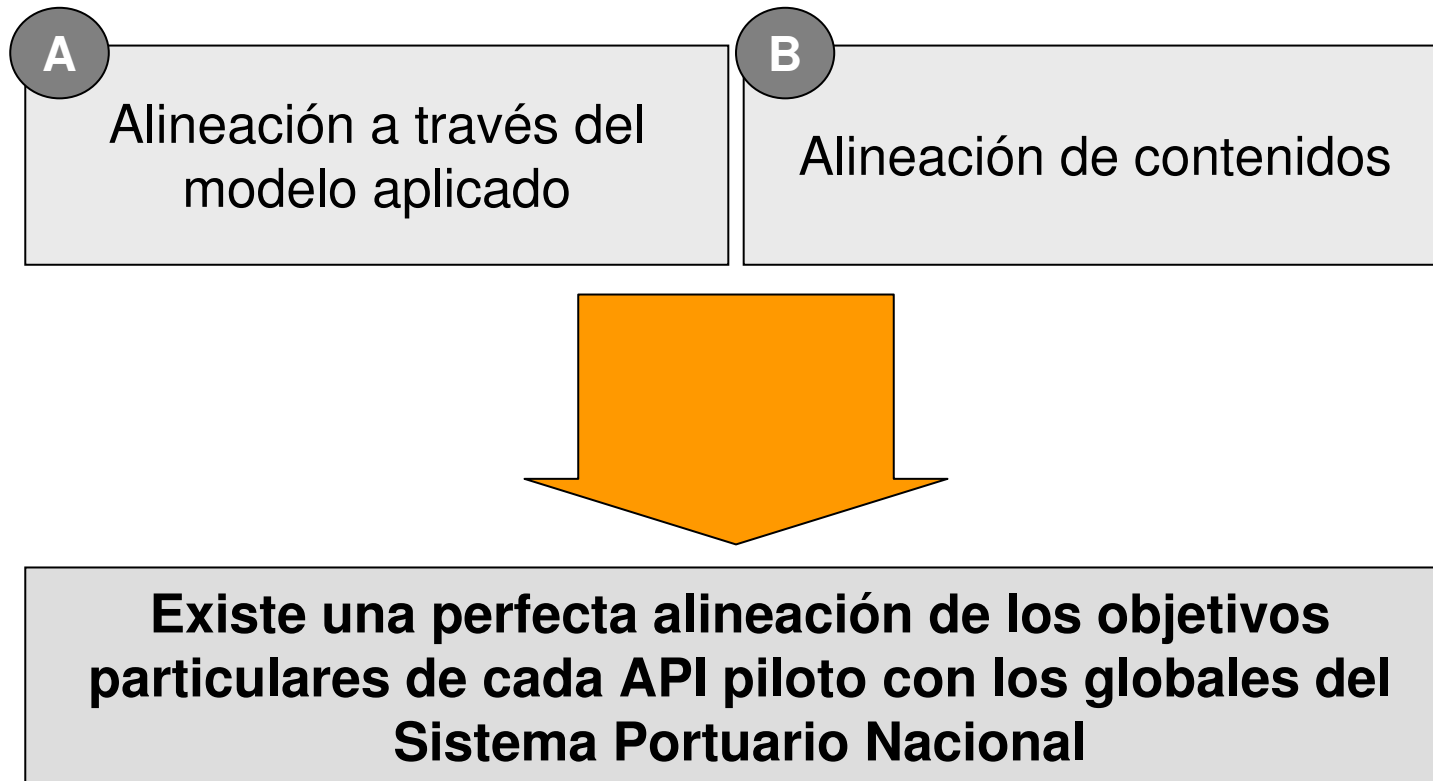 A
Alineación a través del
modelo aplicado
B
Alineación de contenidos
Existe una perfecta alineación de los objetivos
particulares de cada API piloto con los globales del
Sistema Portuario Nacional